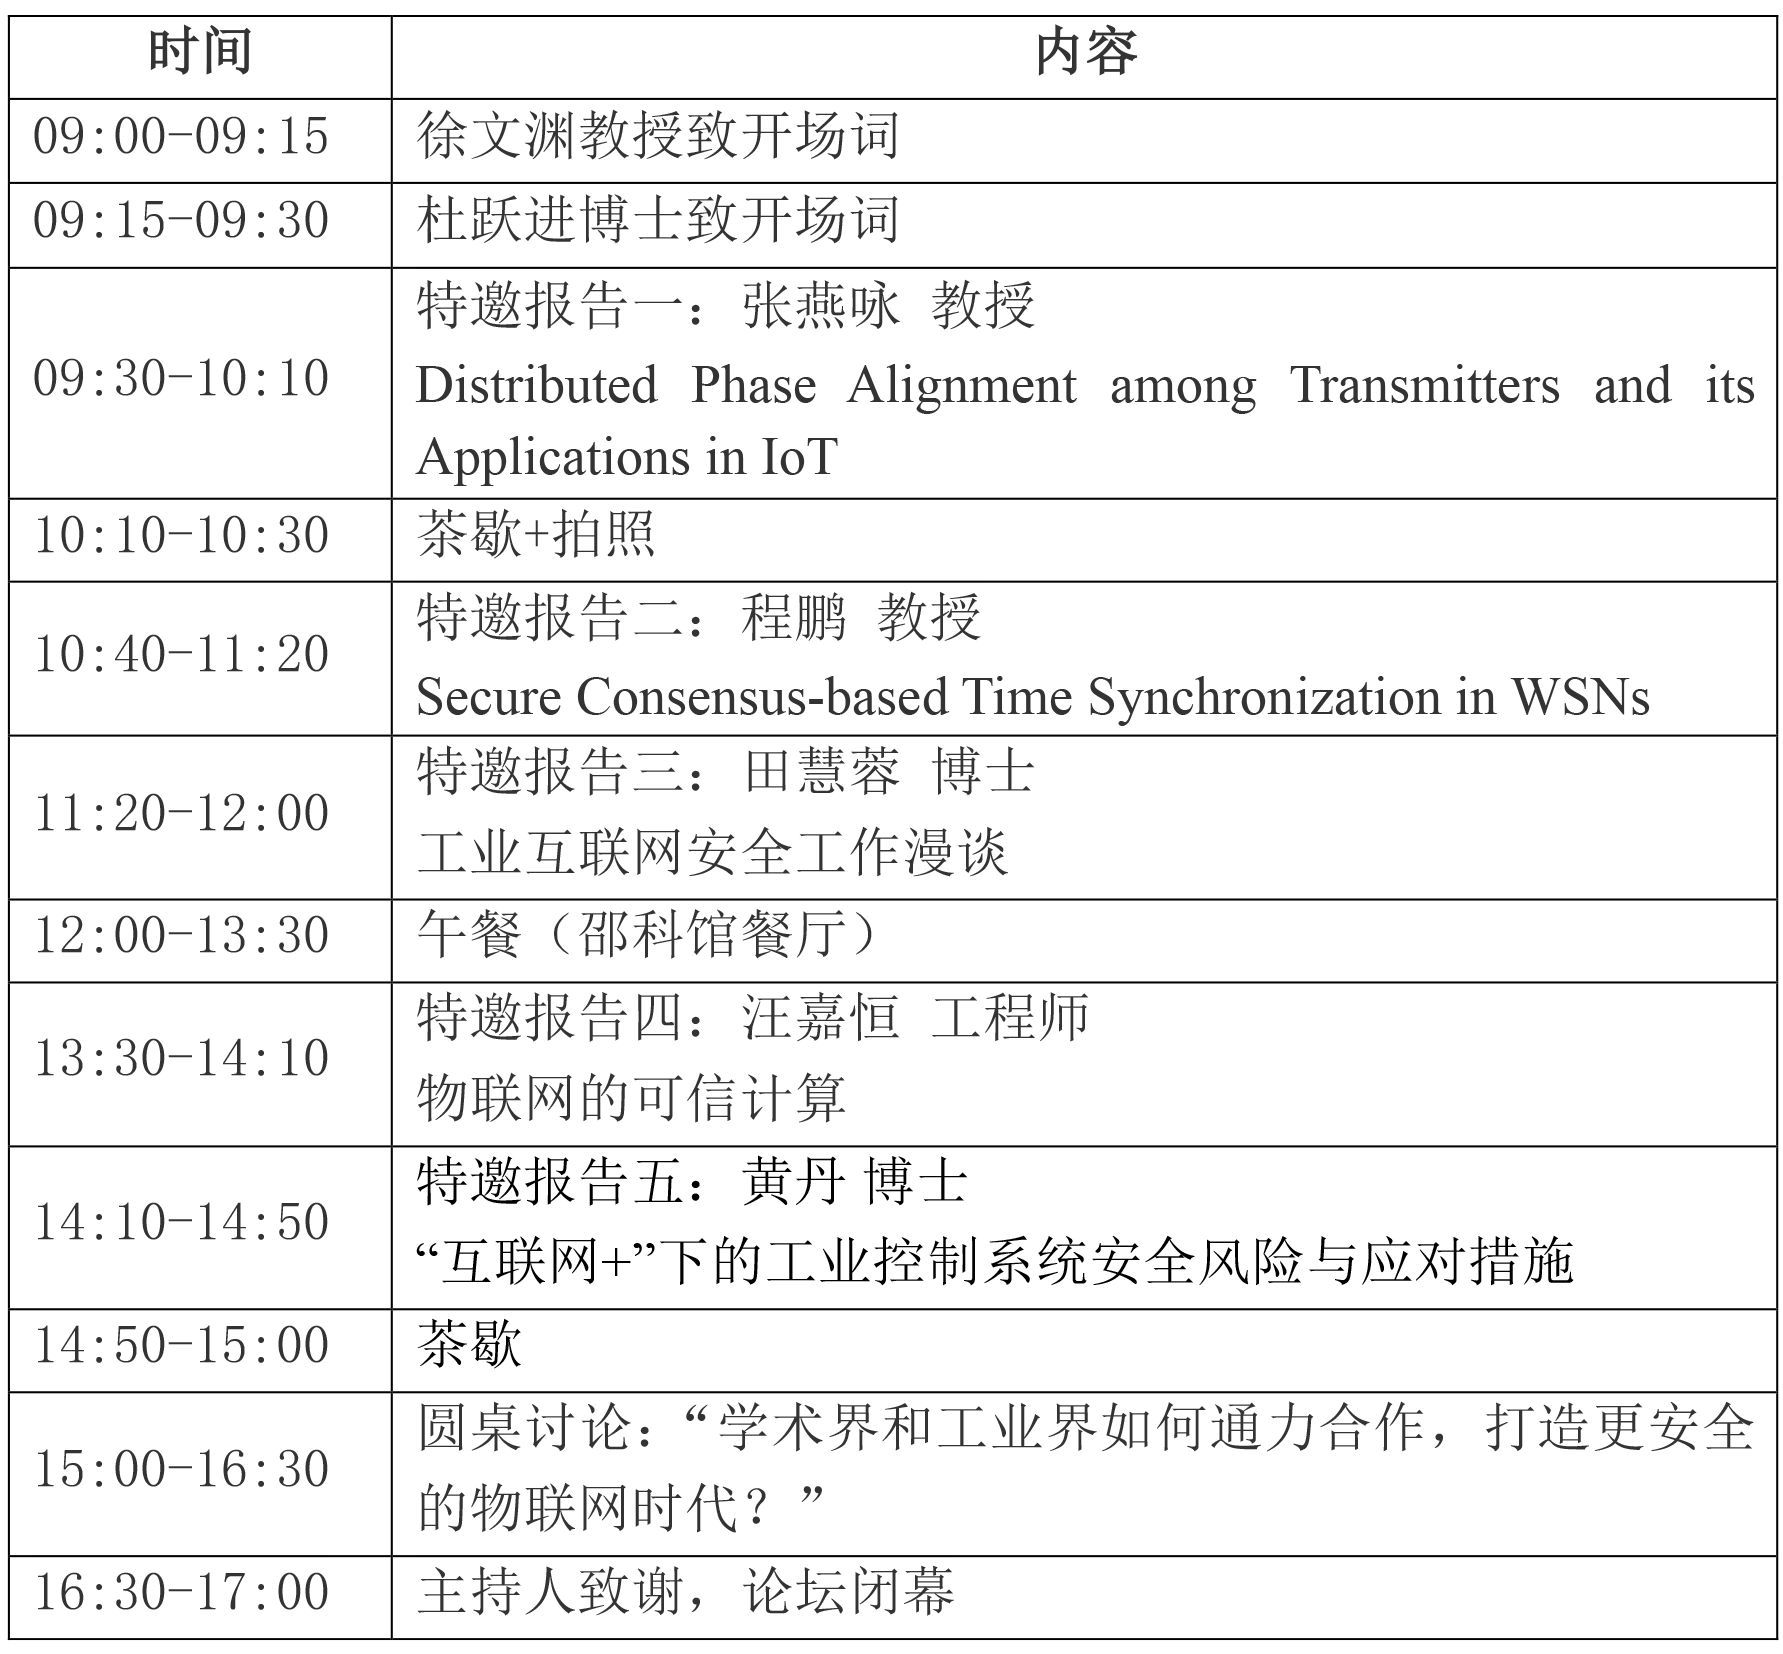 时间 内容
09:00-09:15 徐文渊教授致开场词
09:15-09:30 杜跃进博士致开场词
特邀报告一：张燕咏 教授
09:30-10:10
Distributed Phase Alignment among Transmitters and its
Applications in IoT
10:10-10:30 茶歇+拍照
特邀报告二：程鹏 教授
10:40-11:20
Secure Consensus-based Time Synchronization in WSNs
特邀报告三：田慧蓉 博士
11:20-12:00
工业互联网安全工作漫谈
12:00-13:30 午餐（邵科馆餐厅）
特邀报告四：汪嘉恒 工程师
13:30-14:10
物联网的可信计算
特邀报告五：黄丹 博士
14:10-14:50
“互联网+”下的工业控制系统安全风险与应对措施
14:50-15:00 茶歇
圆桌讨论：“学术界和工业界如何通力合作，打造更安全
15:00-16:30
的物联网时代？”
16:30-17:00 主持人致谢，论坛闭幕